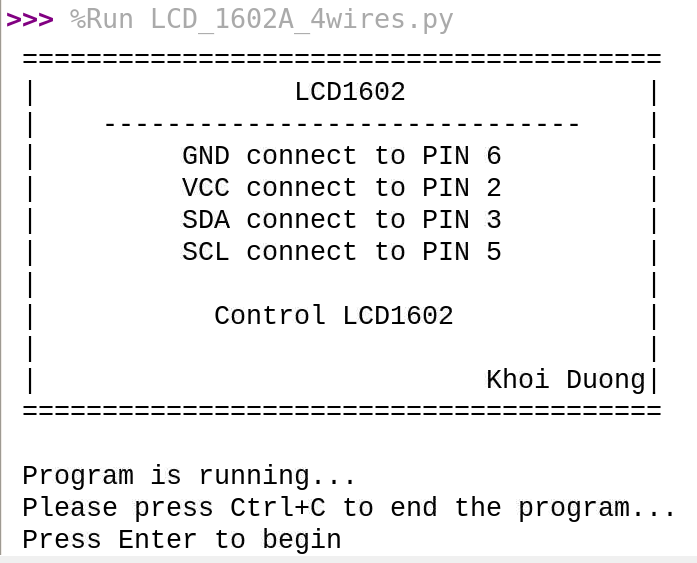 >>> %Run LCD_1602A_4wires.py
========================================
|                LCD1602               |
|    ------------------------------    |
|         GND connect to PIN 6         |
|         VCC connect to PIN 2         |
|         SDA connect to PIN 3         |
|         SCL connect to PIN 5         |
|                                      |
|           Control LCD1602            |
|                                      |
|                            Khoi Duong|
========================================
Program is running...
Please press Ctrl+C to end the program...
Press Enter to begin